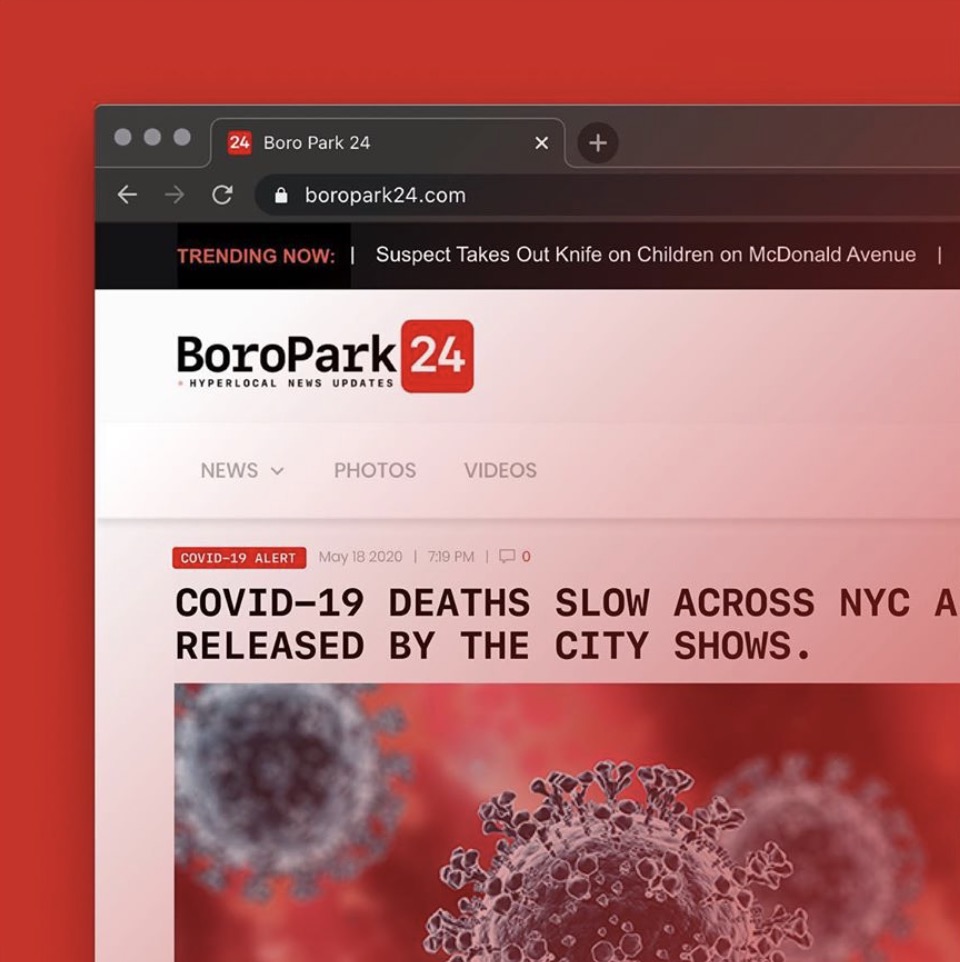 24 Boro Park 24
boropark24.com
TRENDING NOW: | Suspect Takes Out Knife on Children on McDonald Avenue |
BoroPark 24
HYPERLOCAL NEWS UPDATES
NEWS PHOTOS VIDEOS
COVID-19 ALERT May 18 2020 | 7:19 PM | 0
COVID-19 DEATHS SLOW ACROSS NYC A
RELEASED BY THE CITY SHOWS.